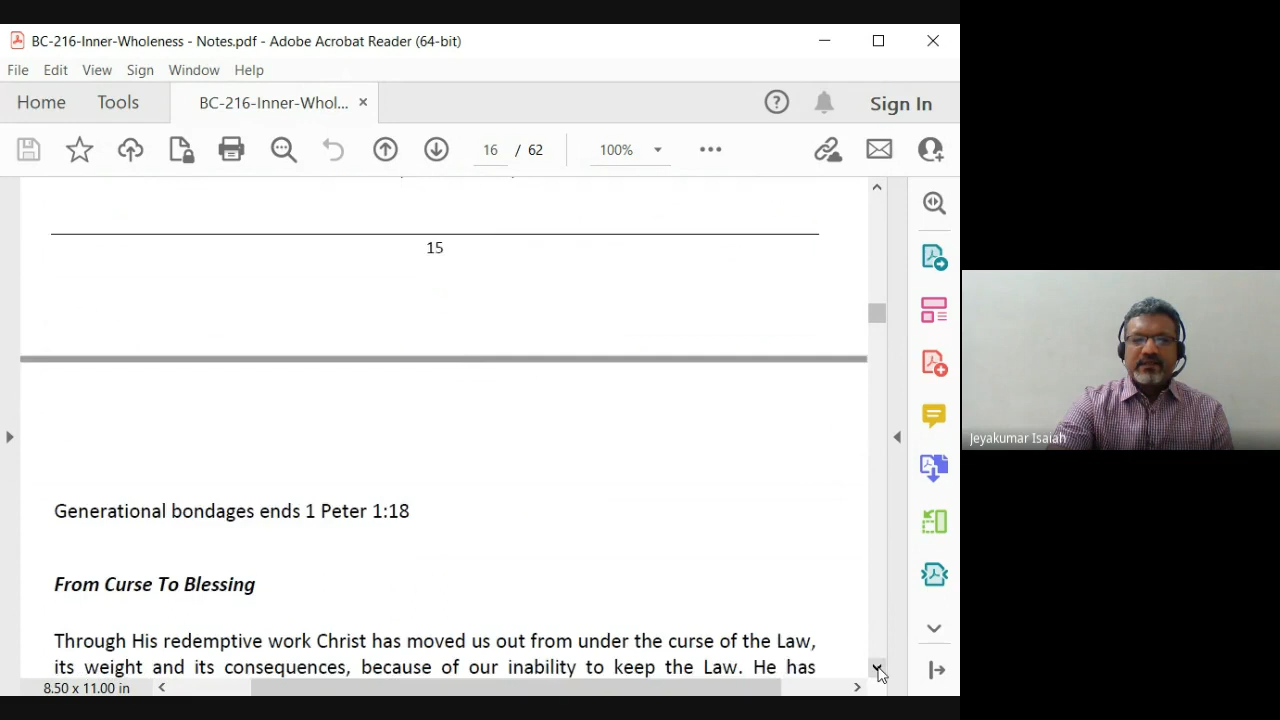 BC-216-Inner-Wholeness - Notes.pdf - Adobe Acrobat Reader (64-bit)
File Edit View Sign Window Help
Home Tools BC-216-Inner-Whol... Sign In
16 / 62 100%
15
Generational bondages ends 1 Peter 1:18
From Curse To Blessing
Through His redemptive work Christ has moved us out from under the curse of the Law,
its weight and its consequences, because of our inability to keep the Law. He has
8.50 x 11.00 in
Jeyakumar Isaiah